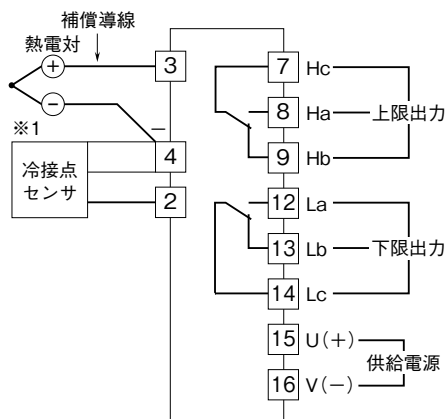 補償導線
熱電対
+
−
※1
冷接点
センサ
3
−
4
2
7 Hc
8 Ha 上限出力
9 Hb
12 La
13 Lb 下限出力
14 Lc
15 U(+)
供給電源
16 V(−)